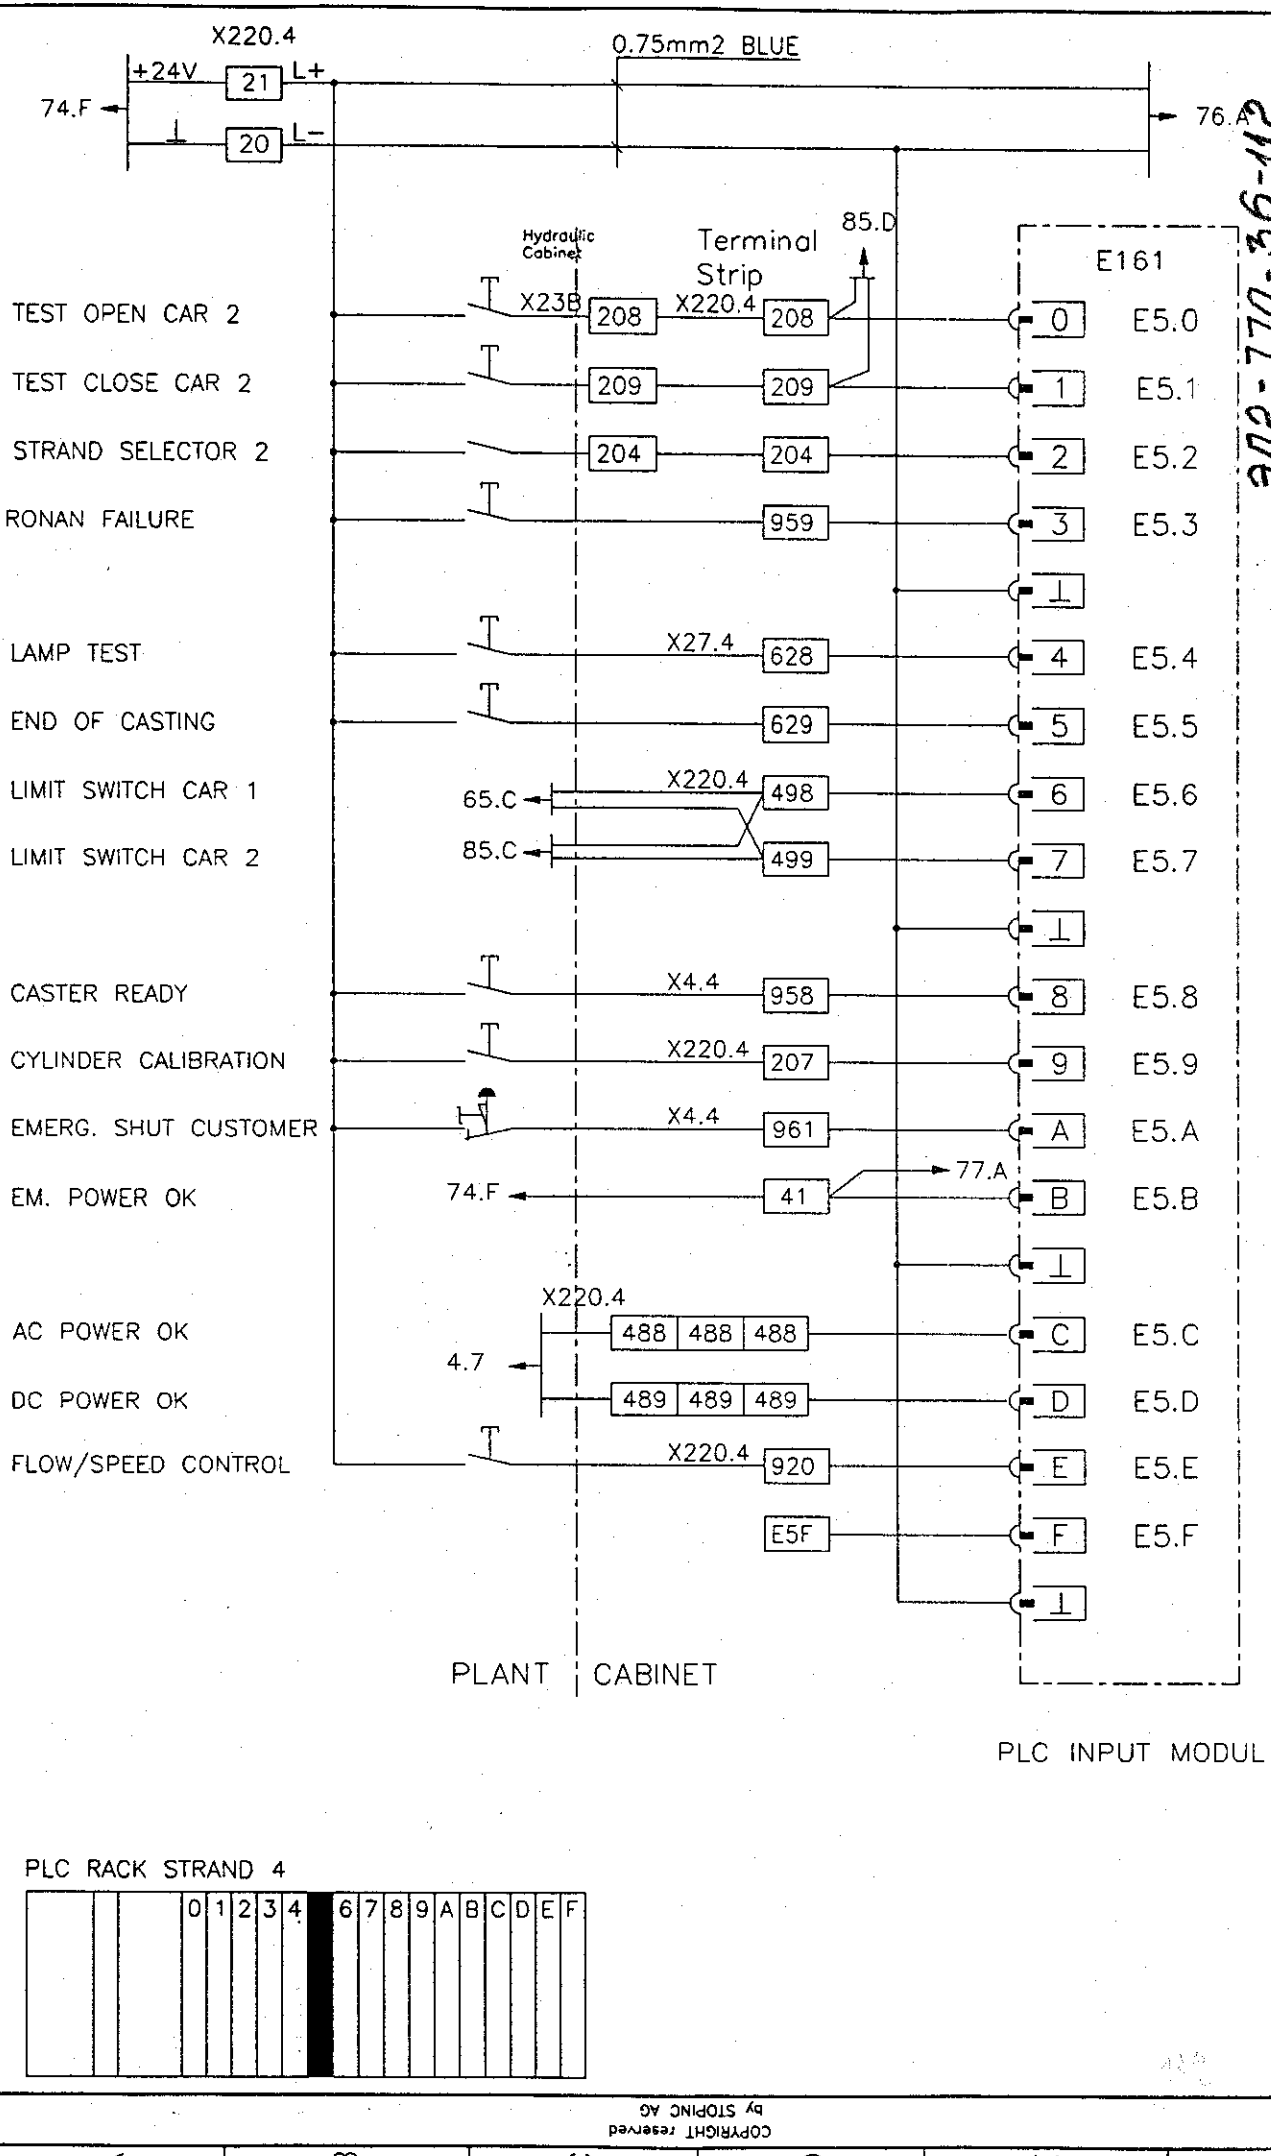 X220.4
0.75mm2 BLUE
+24V 21 L+
74.F
76.A
⊥ 20 L-
Hydraulic
Cabinet
Terminal
Strip
85.D
E161
TEST OPEN CAR 2 X23B 208 X220.4 208 0 E5.0
TEST CLOSE CAR 2 209 209 1 E5.1
STRAND SELECTOR 2 204 204 2 E5.2
RONAN FAILURE 959 3 E5.3
⊥
LAMP TEST X27.4 628 4 E5.4
END OF CASTING 629 5 E5.5
LIMIT SWITCH CAR 1 65.C X220.4 498 6 E5.6
LIMIT SWITCH CAR 2 85.C 499 7 E5.7
⊥
CASTER READY X4.4 958 8 E5.8
CYLINDER CALIBRATION X220.4 207 9 E5.9
EMERG. SHUT CUSTOMER X4.4 961 A E5.A
77.A
EM. POWER OK 74.F 41 B E5.B
⊥
X220.4
AC POWER OK 488 488 488 C E5.C
4.7
DC POWER OK 489 489 489 D E5.D
FLOW/SPEED CONTROL X220.4 920 E E5.E
E5F F E5.F
⊥
PLANT CABINET
PLC INPUT MODUL
PLC RACK STRAND 4
0 1 2 3 4 6 7 8 9 A B C D E F
COPYRIGHT reserved
by STOPINC AG